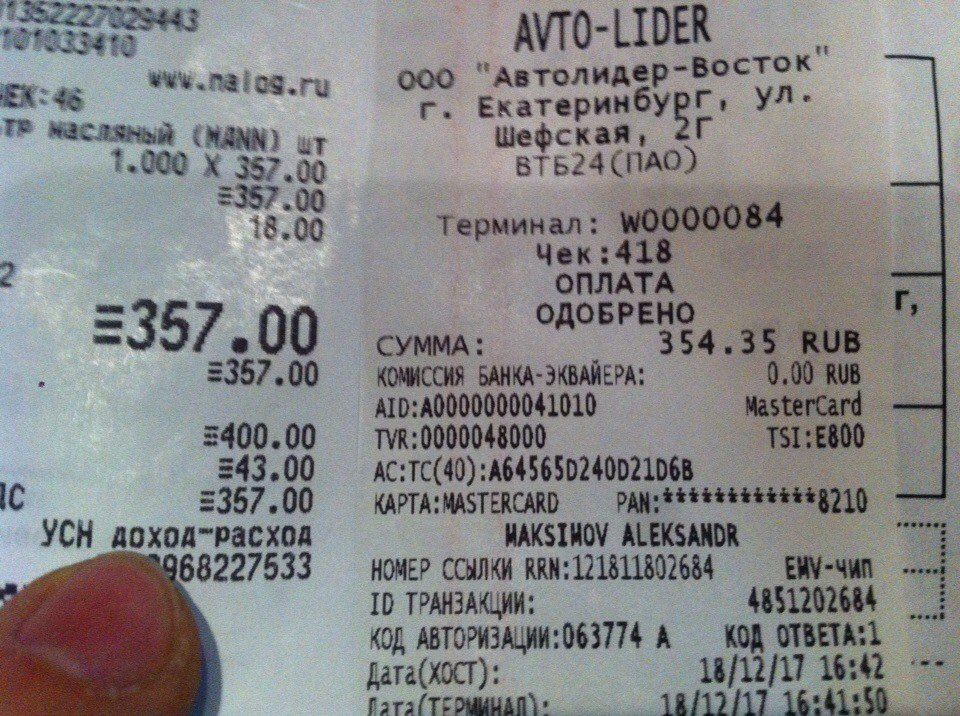 01352227029443
101033410
www.nalog.ru
ЧЕК:46
ТР масляный (MANN) шт
1.000 X 357.00
≡357.00
18.00
2
≡357.00
≡357.00
≡400.00
≡43.00
≡357.00
УСН доход-расход
968227533
AVTO-LIDER
ООО "Автолидер-Восток"
г. Екатеринбург, ул.
Шефская, 2Г
ВТБ24(ПАО)
Терминал: W0000084
Чек:418
ОПЛАТА
ОДОБРЕНО
СУММА: 354.35 RUB
КОМИССИЯ БАНКА-ЭКВАЙЕРА: 0.00 RUB
AID:A0000000041010 MasterCard
TVR:0000048000 TSI:E800
AC:TC(40):A64565D240D21D6B
КАРТА:MASTERCARD PAN:************8210
MAKSIMOV ALEKSANDR
НОМЕР ССЫЛКИ RRN:121811802684 EMV-чип
ID ТРАНЗАКЦИИ: 4851202684
КОД АВТОРИЗАЦИИ:063774 A КОД ОТВЕТА:1
Дата(ХОСТ): 18/12/17 16:42
Дата(ТЕРМИНАЛ): 18/12/17 16:41:50
г,